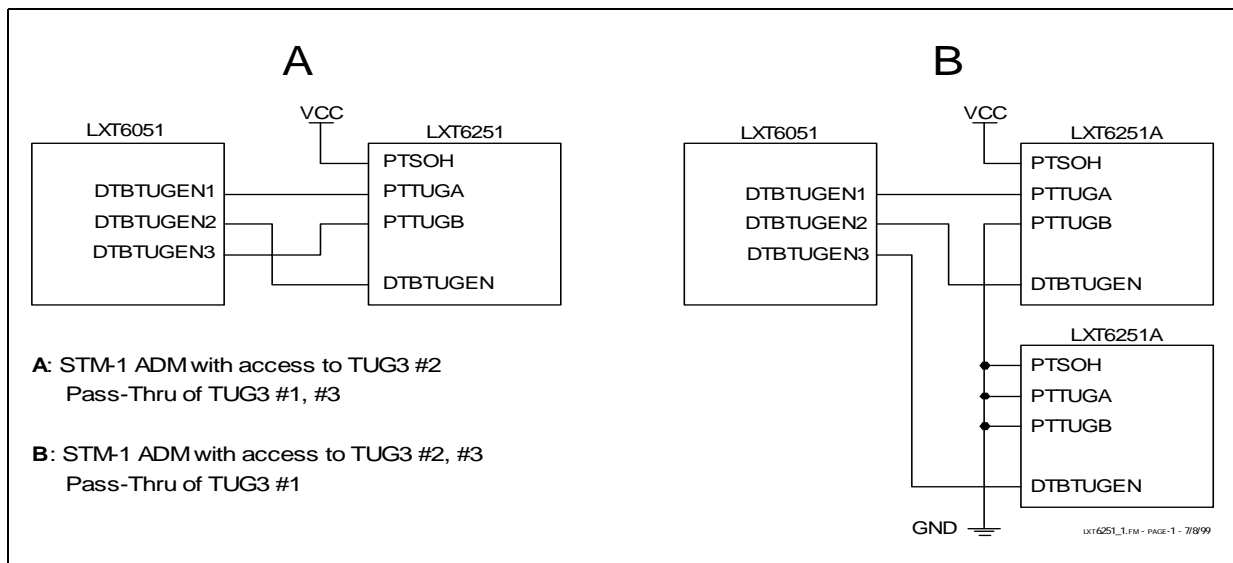 A
VCC
LXT6051
LXT6251
DTBTUGEN1
DTBTUGEN2
DTBTUGEN3
PTSOH
PTTUGA
PTTUGB
DTBTUGEN
A: STM-1 ADM with access to TUG3 #2
Pass-Thru of TUG3 #1, #3
B: STM-1 ADM with access to TUG3 #2, #3
Pass-Thru of TUG3 #1
B
VCC
LXT6051
LXT6251A
DTBTUGEN1
DTBTUGEN2
DTBTUGEN3
PTSOH
PTTUGA
PTTUGB
DTBTUGEN
LXT6251A
PTSOH
PTTUGA
PTTUGB
DTBTUGEN
GND
LXT6251_1.FM - PAGE-1 - 7/8/99